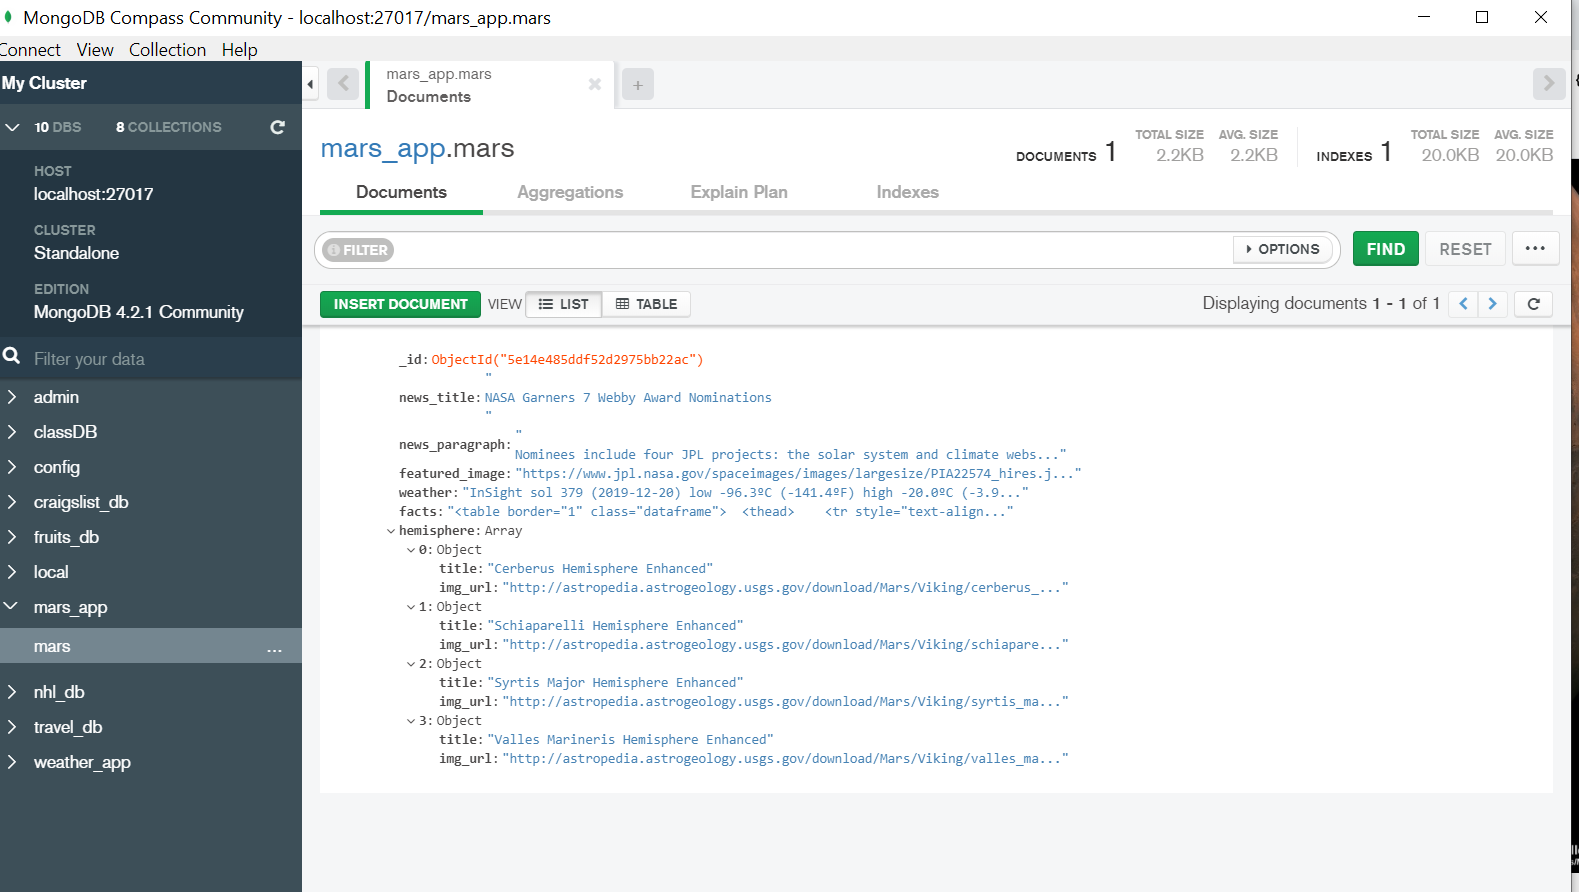 MongoDB Compass Community - localhost:27017/mars_app.mars
Connect View Collection Help
My Cluster
10 DBS 8 COLLECTIONS
HOST
localhost:27017
CLUSTER
Standalone
EDITION
MongoDB 4.2.1 Community
Filter your data
admin
classDB
config
craigslist_db
fruits_db
local
mars_app
mars ...
nhl_db
travel_db
weather_app
mars_app.mars
Documents
+
mars_app.mars
DOCUMENTS 1 TOTAL SIZE 2.2KB AVG. SIZE 2.2KB INDEXES 1 TOTAL SIZE 20.0KB AVG. SIZE 20.0KB
Documents Aggregations Explain Plan Indexes
FILTER OPTIONS FIND RESET ...
INSERT DOCUMENT VIEW LIST TABLE Displaying documents 1 - 1 of 1
_id: ObjectId("5e14e485ddf52d2975bb22ac")
"
news_title: NASA Garners 7 Webby Award Nominations
"
"
news_paragraph: Nominees include four JPL projects: the solar system and climate webs..."
featured_image: "https://www.jpl.nasa.gov/spaceimages/images/largesize/PIA22574_hires.j..."
weather: "InSight sol 379 (2019-12-20) low -96.3ºC (-141.4ºF) high -20.0ºC (-3.9..."
facts: "<table border="1" class="dataframe"> <thead> <tr style="text-align..."
hemisphere: Array
0: Object
title: "Cerberus Hemisphere Enhanced"
img_url: "http://astropedia.astrogeology.usgs.gov/download/Mars/Viking/cerberus_..."
1: Object
title: "Schiaparelli Hemisphere Enhanced"
img_url: "http://astropedia.astrogeology.usgs.gov/download/Mars/Viking/schiapare..."
2: Object
title: "Syrtis Major Hemisphere Enhanced"
img_url: "http://astropedia.astrogeology.usgs.gov/download/Mars/Viking/syrtis_ma..."
3: Object
title: "Valles Marineris Hemisphere Enhanced"
img_url: "http://astropedia.astrogeology.usgs.gov/download/Mars/Viking/valles_ma..."